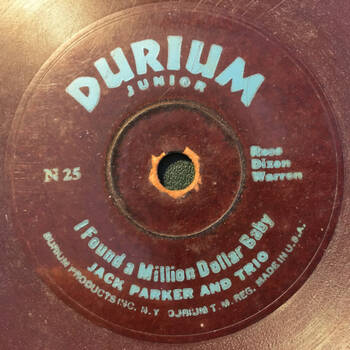 DURIUM
JUNIOR
N 25
Rose
Dixon
Warren
I Found a Million Dollar Baby
JACK PARKER AND TRIO
DURIUM PRODUCTS INC. N.Y DURIUM T.M. REG. MADE IN U.S.A.